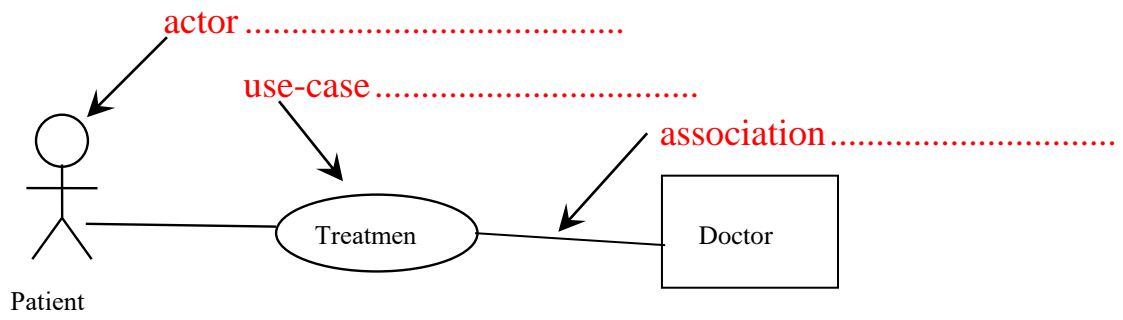 actor .........................................
use-case ...................................
association ...............................
Treatmen
Doctor
Patient